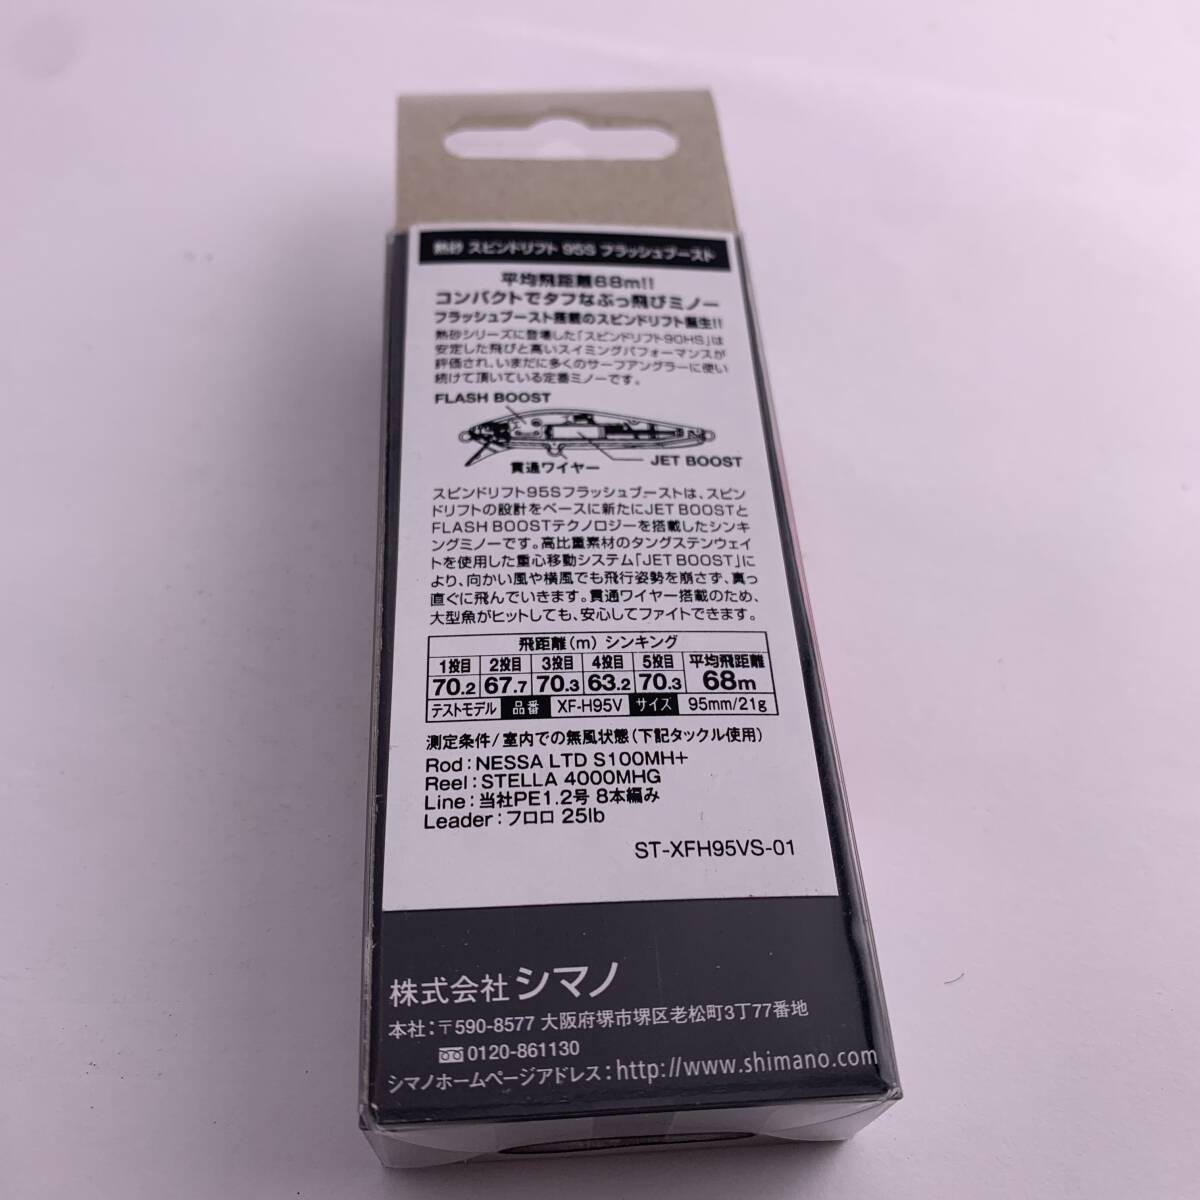 熱砂 スピンドリフト 95S フラッシュブースト
平均飛距離68m!!
コンパクトでタフなぶっ飛びミノー
フラッシュブースト搭載のスピンドリフト誕生!!
熱砂シリーズに登場した「スピンドリフト90HS」は
安定した飛びと高いスイミングパフォーマンスが
評価され、いまだに多くのサーフアングラーに使い
続けて頂いている定番ミノーです。
FLASH BOOST
JET BOOST
貫通ワイヤー
スピンドリフト95Sフラッシュブーストは、スピン
ドリフトの設計をベースに新たにJET BOOSTと
FLASH BOOSTテクノロジーを搭載したシンキ
ングミノーです。高比重素材のタングステンウェイ
トを使用した重心移動システム「JET BOOST」に
より、向かい風や横風でも飛行姿勢を崩さず、真っ
直ぐに飛んでいきます。貫通ワイヤー搭載のため、
大型魚がヒットしても、安心してファイトできます。
飛距離(m) シンキング
1投目 2投目 3投目 4投目 5投目 平均飛距離
70.2 67.7 70.3 63.2 70.3 68m
テストモデル 品番 XF-H95V サイズ 95mm/21g
測定条件/室内での無風状態(下記タックル使用)
Rod:NESSA LTD S100MH+
Reel:STELLA 4000MHG
Line:当社PE1.2号 8本編み
Leader:フロロ 25lb
ST-XFH95VS-01
株式会社 シマノ
本社:〒590-8577 大阪府堺市堺区老松町3丁77番地
0120-861130
シマノホームページアドレス:http://www.shimano.com